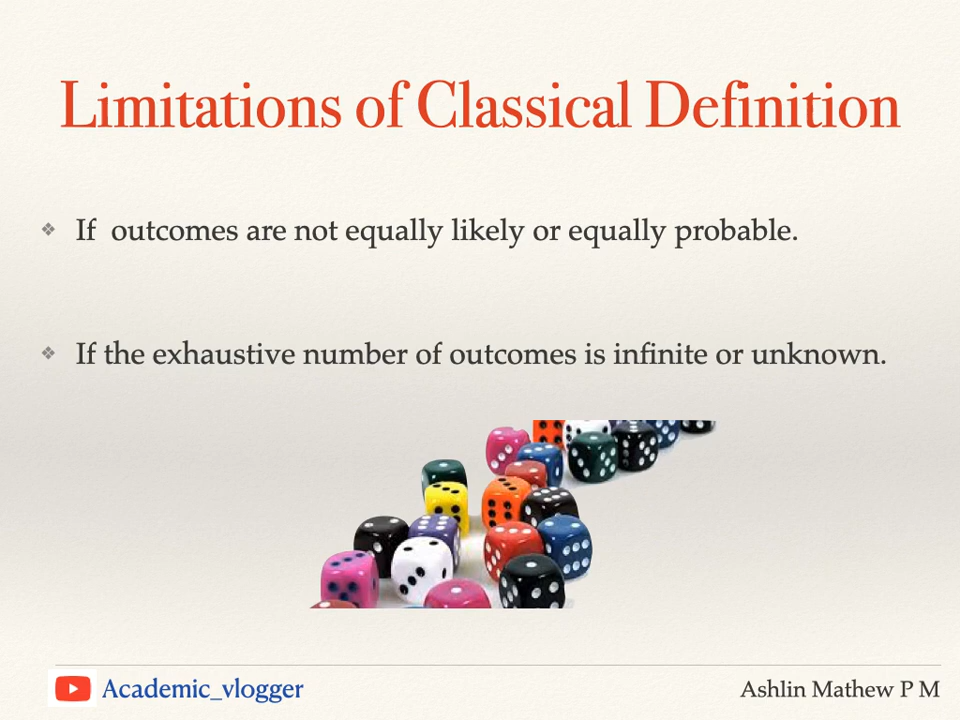 Limitations of Classical Definition
If outcomes are not equally likely or equally probable.
If the exhaustive number of outcomes is infinite or unknown.
Academic_vlogger
Ashlin Mathew P M